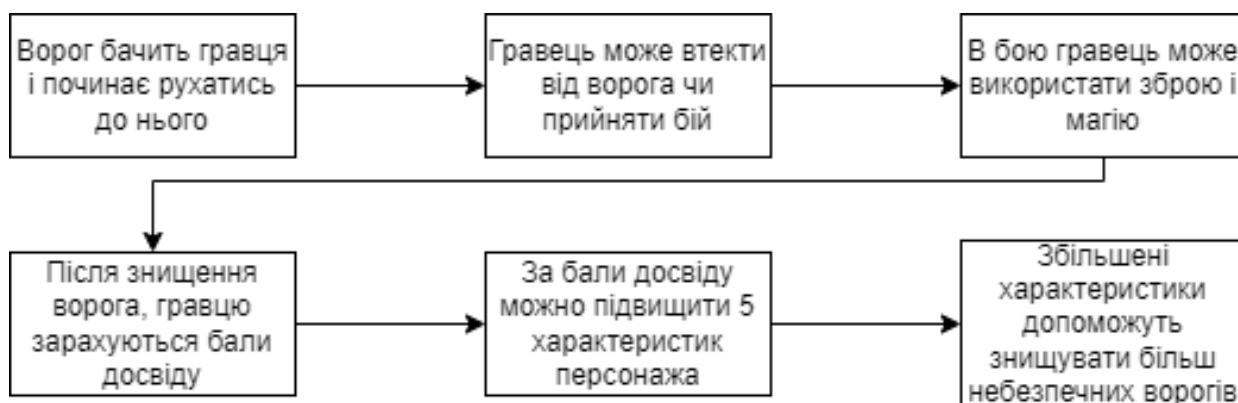 Ворог бачить гравця
і починає рухатись
до нього
Гравець може втекти
від ворога чи
прийняти бій
В бою гравець може
використати зброю і
магію
Після знищення
ворога, гравцю
зарахуються бали
досвіду
За бали досвіду
можно підвищити 5
характеристик
персонажа
Збільшені
характеристики
допоможуть
знищувати більш
небезпечних ворогів